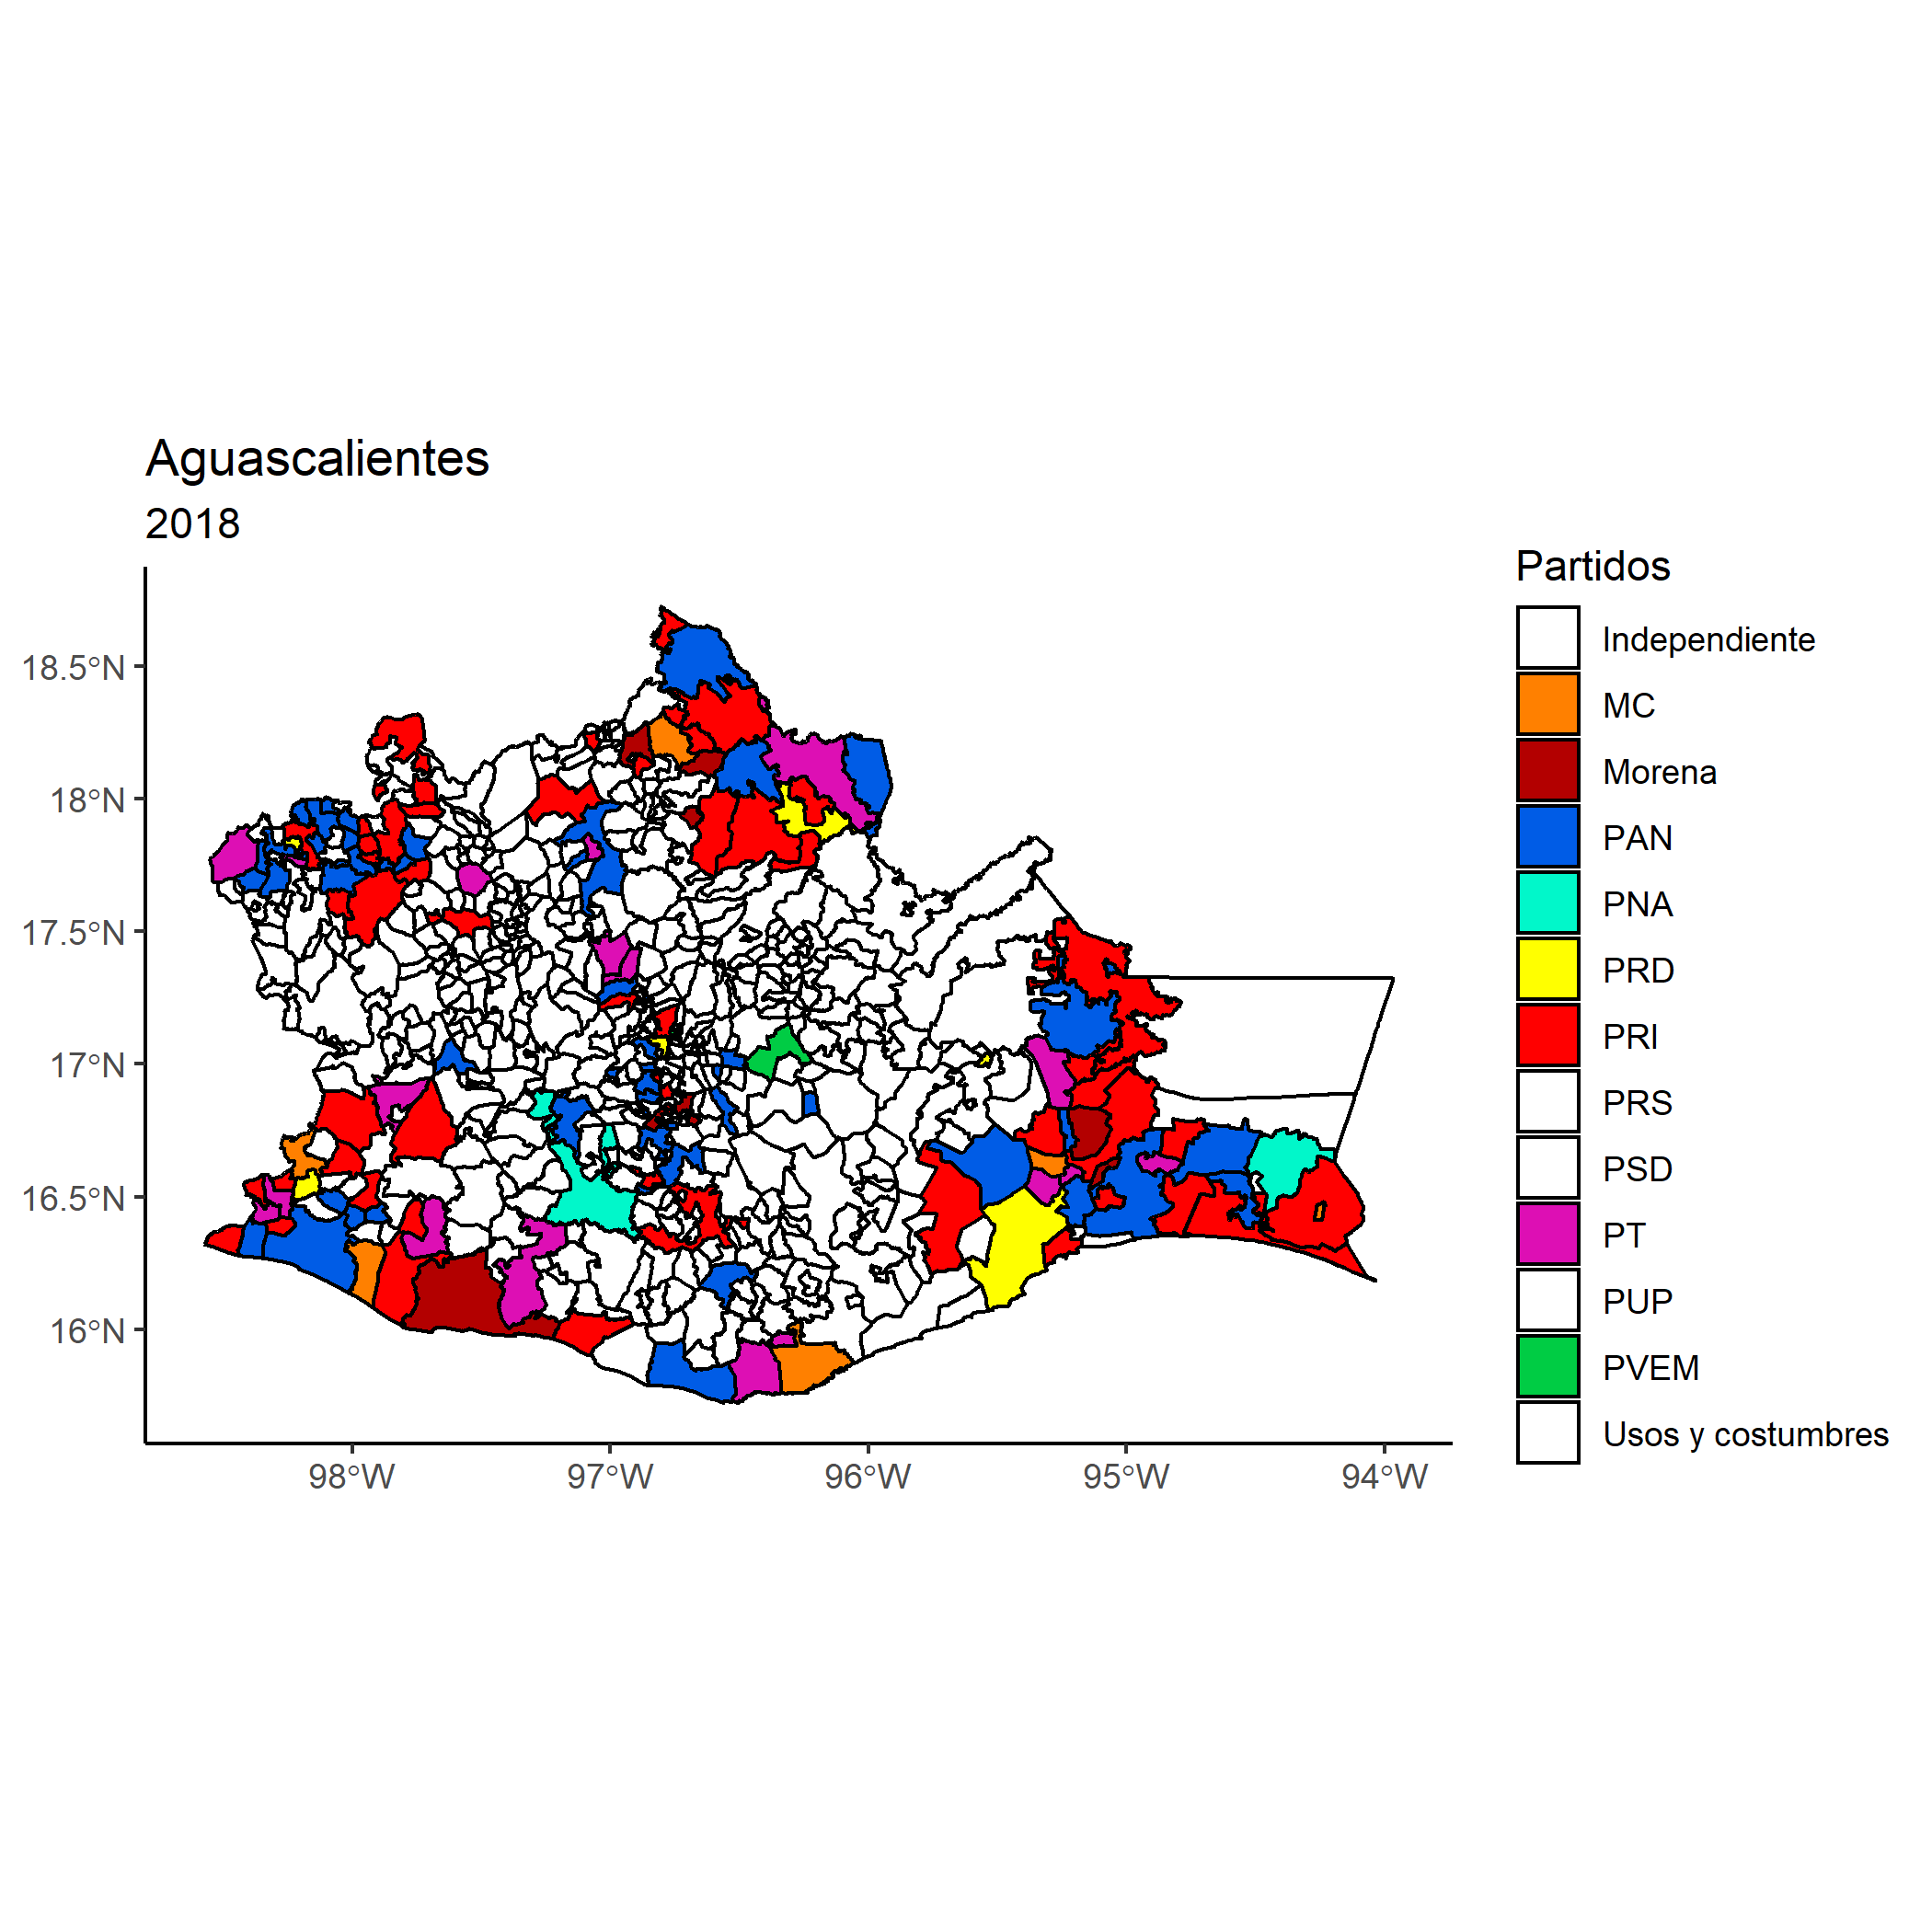 Aguascalientes
2018
18.5°N
18°N
17.5°N
17°N
16.5°N
16°N
98°W
97°W
96°W
95°W
94°W
Partidos
Independiente
MC
Morena
PAN
PNA
PRD
PRI
PRS
PSD
PT
PUP
PVEM
Usos y costumbres